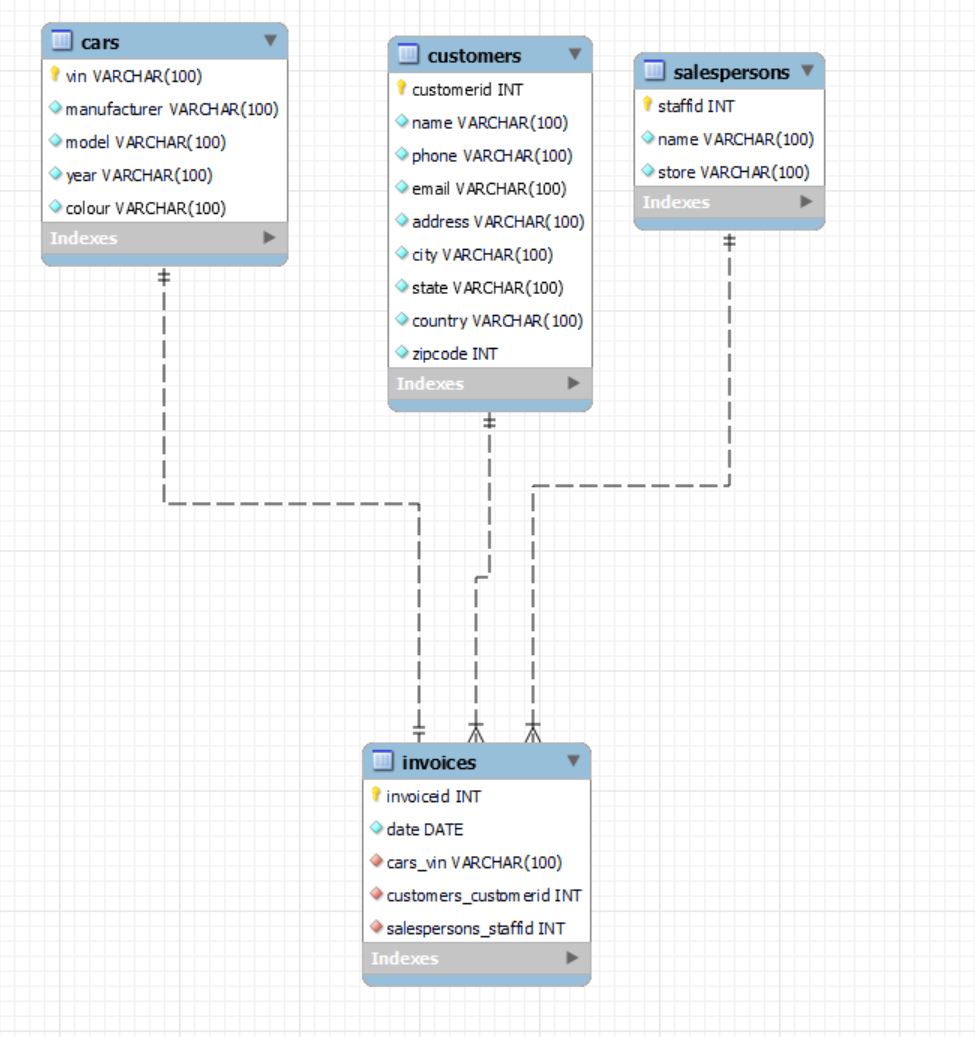 cars
vin VARCHAR(100)
manufacturer VARCHAR(100)
model VARCHAR(100)
year VARCHAR(100)
colour VARCHAR(100)
Indexes
customers
customerid INT
name VARCHAR(100)
phone VARCHAR(100)
email VARCHAR(100)
address VARCHAR(100)
city VARCHAR(100)
state VARCHAR(100)
country VARCHAR(100)
zipcode INT
Indexes
salespersons
staffid INT
name VARCHAR(100)
store VARCHAR(100)
Indexes
invoices
invoiceid INT
date DATE
cars_vin VARCHAR(100)
customers_customerid INT
salespersons_staffid INT
Indexes